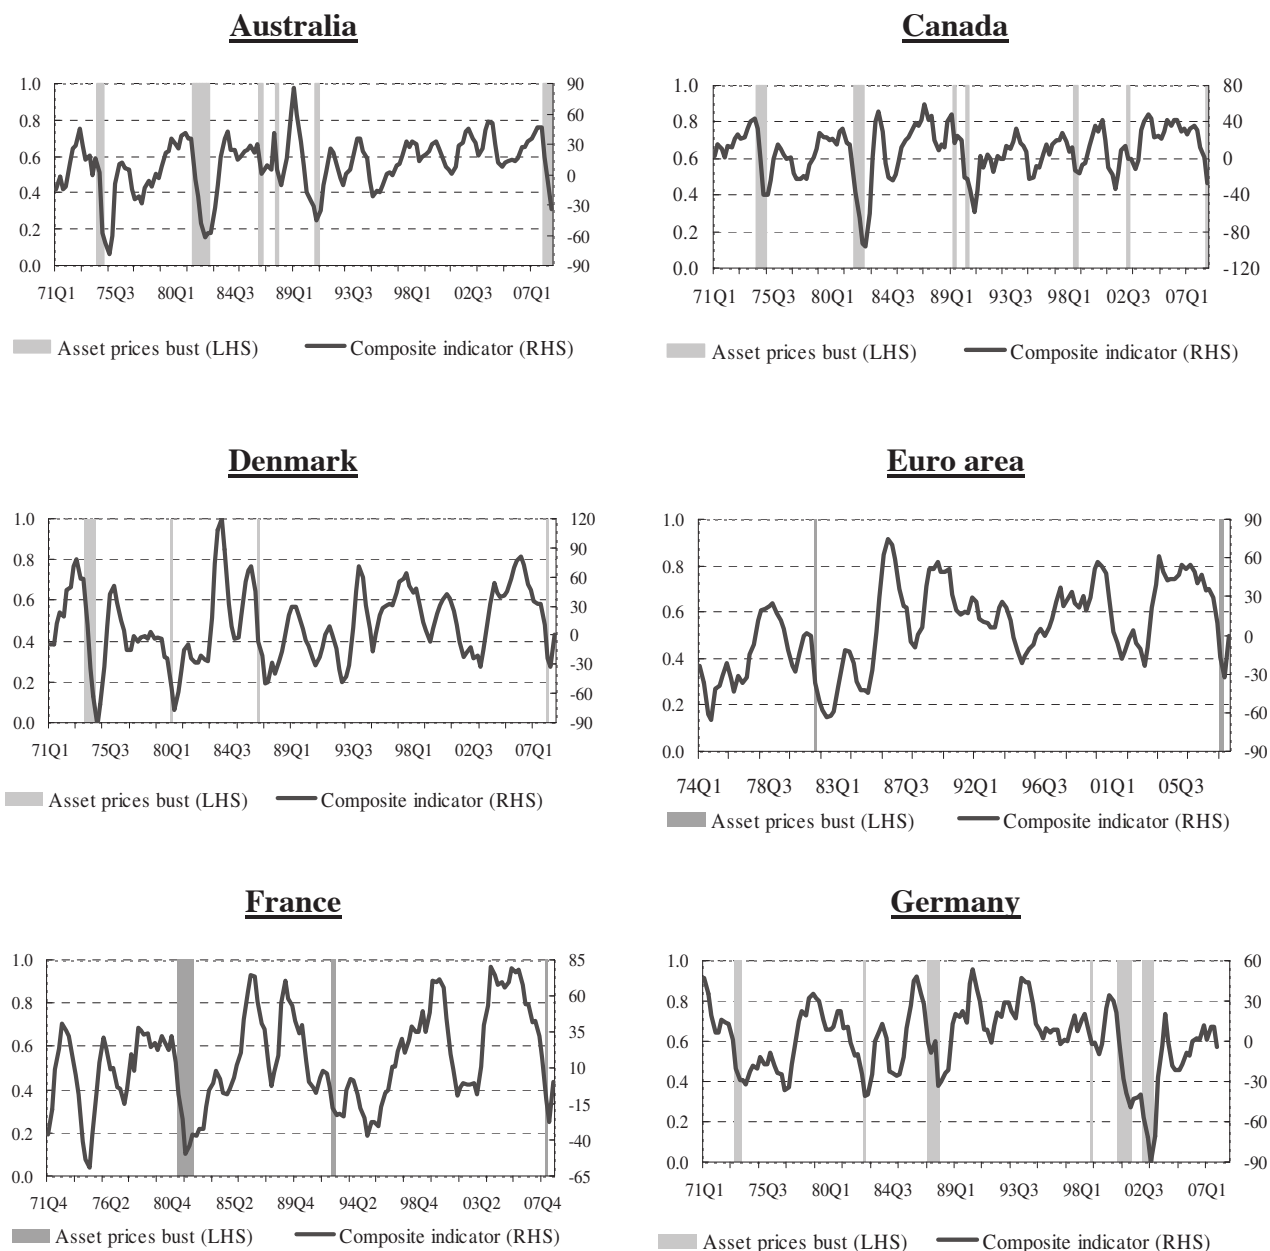 Australia
1.0 90
0.8 60
0.6 30
0.4 0
0.2 -30
0.0 -60
-90
71Q1 75Q3 80Q1 84Q3 89Q1 93Q3 98Q1 02Q3 07Q1
Asset prices bust (LHS) Composite indicator (RHS)
Canada
1.0 80
0.8 40
0.6 0
0.4 -40
0.2 -80
0.0 -120
71Q1 75Q3 80Q1 84Q3 89Q1 93Q3 98Q1 02Q3 07Q1
Asset prices bust (LHS) Composite indicator (RHS)
Denmark
1.0 120
0.8 90
0.6 60
0.4 30
0.2 0
0.0 -30
-60
-90
71Q1 75Q3 80Q1 84Q3 89Q1 93Q3 98Q1 02Q3 07Q1
Asset prices bust (LHS) Composite indicator (RHS)
Euro area
1.0 90
0.8 60
0.6 30
0.4 0
0.2 -30
0.0 -60
-90
74Q1 78Q3 83Q1 87Q3 92Q1 96Q3 01Q1 05Q3
Asset prices bust (LHS) Composite indicator (RHS)
France
1.0 85
0.8 60
0.6 35
0.4 10
0.2 -15
0.0 -40
-65
71Q4 76Q2 80Q4 85Q2 89Q4 94Q2 98Q4 03Q2 07Q4
Asset prices bust (LHS) Composite indicator (RHS)
Germany
1.0 60
0.8 30
0.6 0
0.4 -30
0.2 -60
0.0 -90
71Q1 75Q3 80Q1 84Q3 89Q1 93Q3 98Q1 02Q3 07Q1
Asset prices bust (LHS) Composite indicator (RHS)